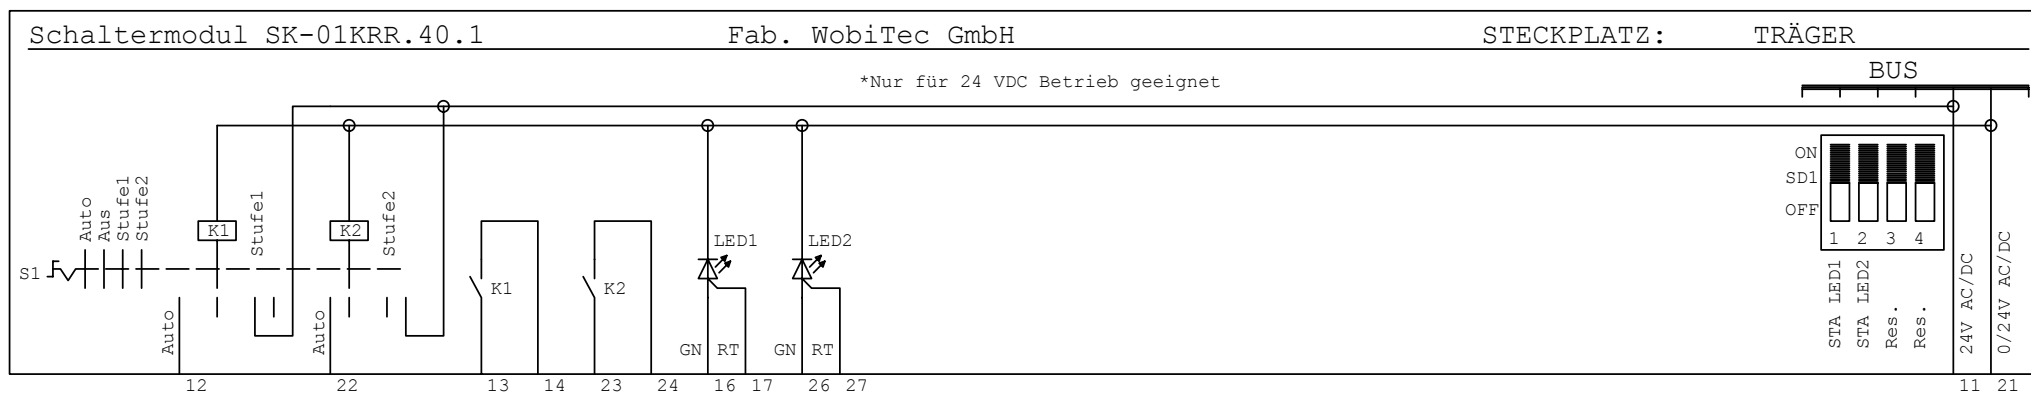 Schaltermodul SK-01KRR.40.1 Fab. WobiTec GmbH STECKPLATZ: TRÄGER
*Nur für 24 VDC Betrieb geeignet
BUS
ON
SD1
OFF
1 2 3 4
STA LED1
STA LED2
Res.
Res.
24V AC/DC
0/24V AC/DC
S1
Auto
Aus
Stufe1
Stufe2
K1
Stufe1
K2
Stufe2
Auto
Auto
K1
K2
LED1
LED2
GN RT GN RT
12 22 13 14 23 24 16 17 26 27 11 21